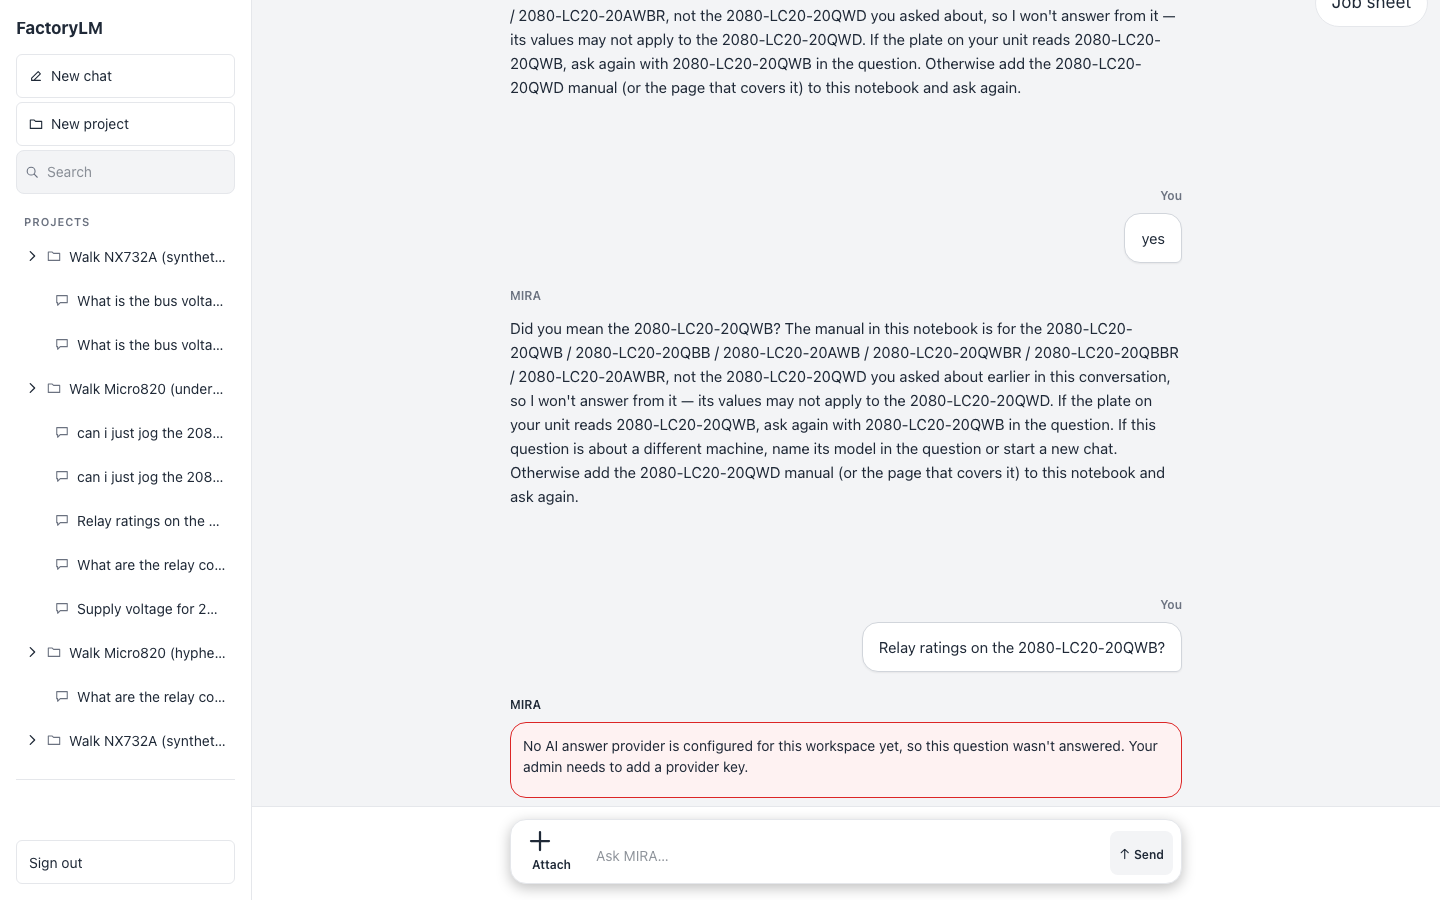 FactoryLM
New chat
New project
Search
PROJECTS
Walk NX732A (synthet...
What is the bus volta...
What is the bus volta...
Walk Micro820 (under...
can i just jog the 208...
can i just jog the 208...
Relay ratings on the ...
What are the relay co...
Supply voltage for 2...
Walk Micro820 (hyphe...
What are the relay co...
Walk NX732A (synthet...
Sign out
Job sheet
/ 2080-LC20-20AWBR, not the 2080-LC20-20QWD you asked about, so I won't answer from it —
its values may not apply to the 2080-LC20-20QWD. If the plate on your unit reads 2080-LC20-
20QWB, ask again with 2080-LC20-20QWB in the question. Otherwise add the 2080-LC20-
20QWD manual (or the page that covers it) to this notebook and ask again.
You
yes
MIRA
Did you mean the 2080-LC20-20QWB? The manual in this notebook is for the 2080-LC20-
20QWB / 2080-LC20-20QBB / 2080-LC20-20AWB / 2080-LC20-20QWBR / 2080-LC20-20QBBR
/ 2080-LC20-20AWBR, not the 2080-LC20-20QWD you asked about earlier in this conversation,
so I won't answer from it — its values may not apply to the 2080-LC20-20QWD. If the plate on
your unit reads 2080-LC20-20QWB, ask again with 2080-LC20-20QWB in the question. If this
question is about a different machine, name its model in the question or start a new chat.
Otherwise add the 2080-LC20-20QWD manual (or the page that covers it) to this notebook and
ask again.
You
Relay ratings on the 2080-LC20-20QWB?
MIRA
No AI answer provider is configured for this workspace yet, so this question wasn't answered. Your
admin needs to add a provider key.
Attach
Ask MIRA...
↑ Send